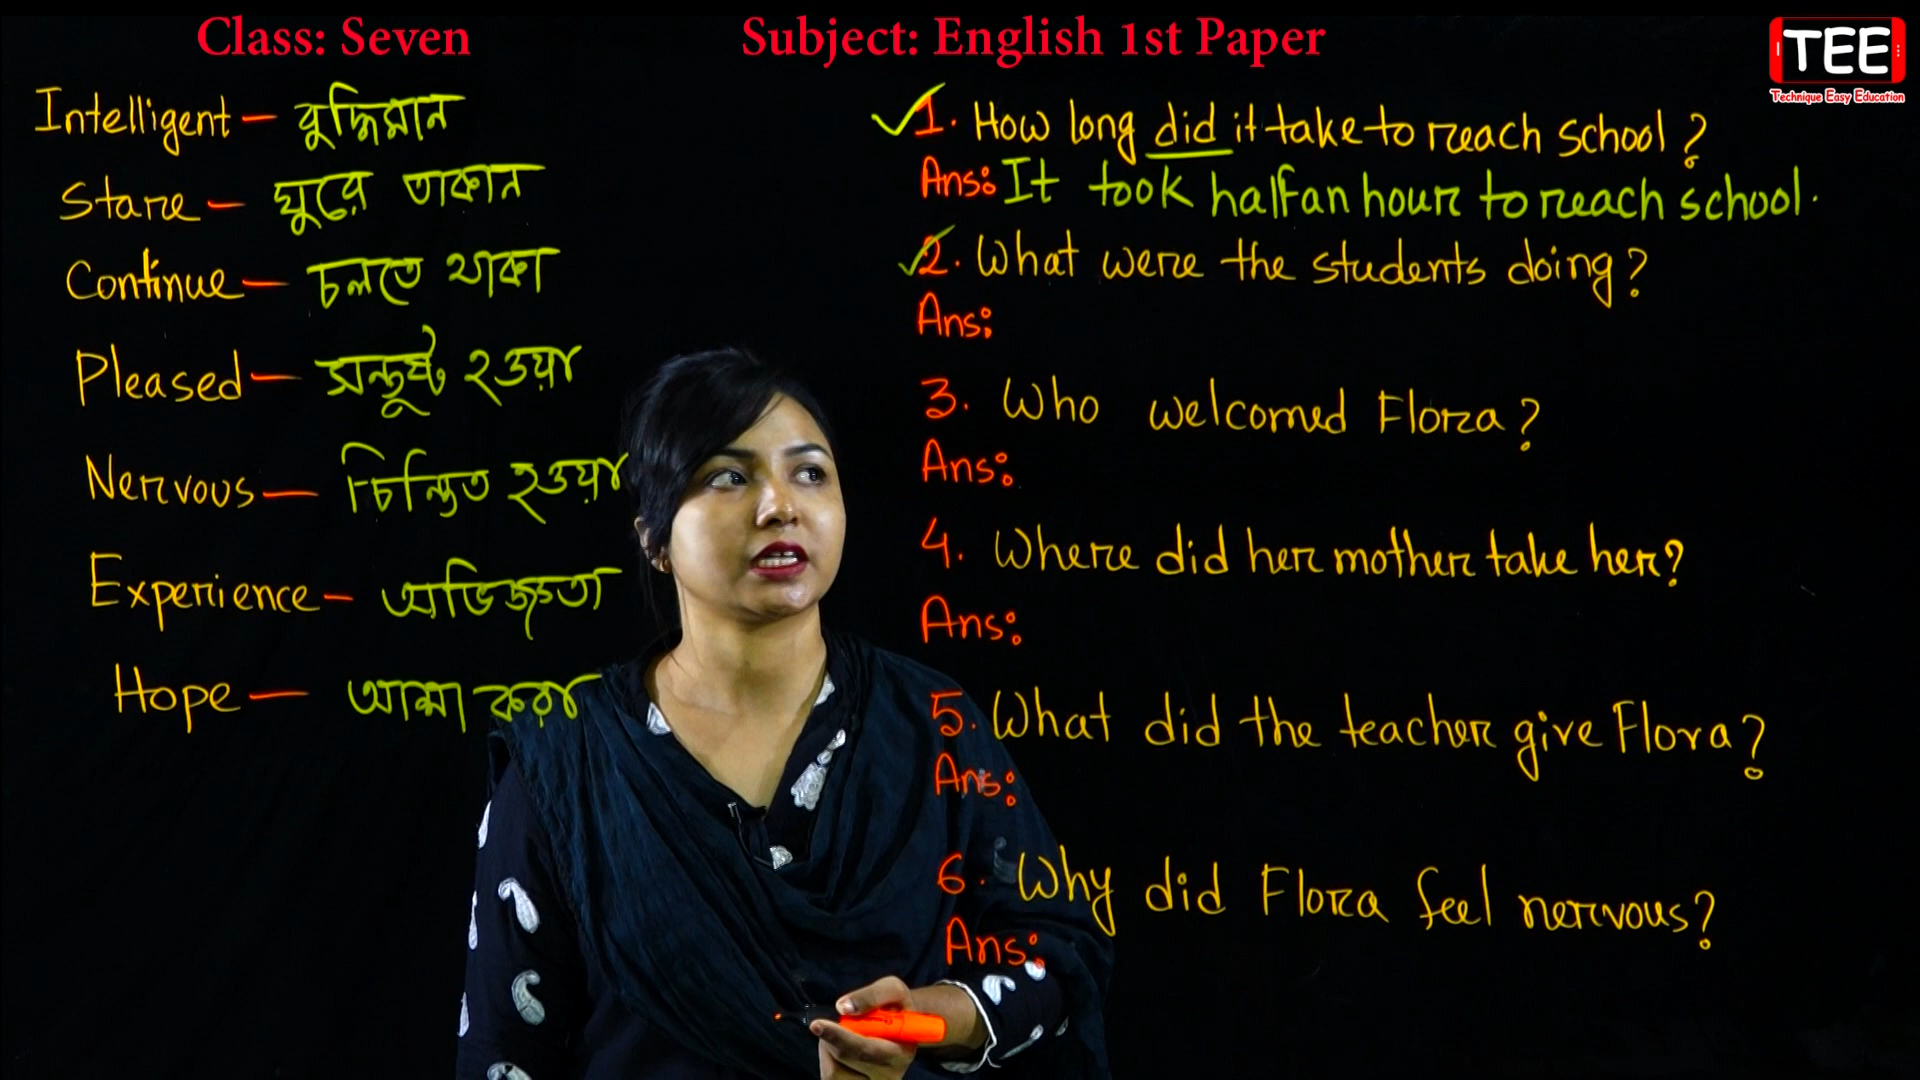 Class: Seven
Subject: English 1st Paper
TEE
Technique Easy Education
Intelligent – বুদ্ধিমান
Stare – ঘুরে তাকান
Continue – চলতে থাকা
Pleased – সন্তুষ্ট হওয়া
Nervous – চিন্তিত হওয়া
Experience – অভিজ্ঞতা
Hope – আশা করা
1. How long did it take to reach school?
Ans: It took half an hour to reach school.
2. What were the students doing?
Ans:
3. Who welcomed Flora?
Ans:
4. Where did her mother take her?
Ans:
5. What did the teacher give Flora?
Ans:
6. Why did Flora feel nervous?
Ans: